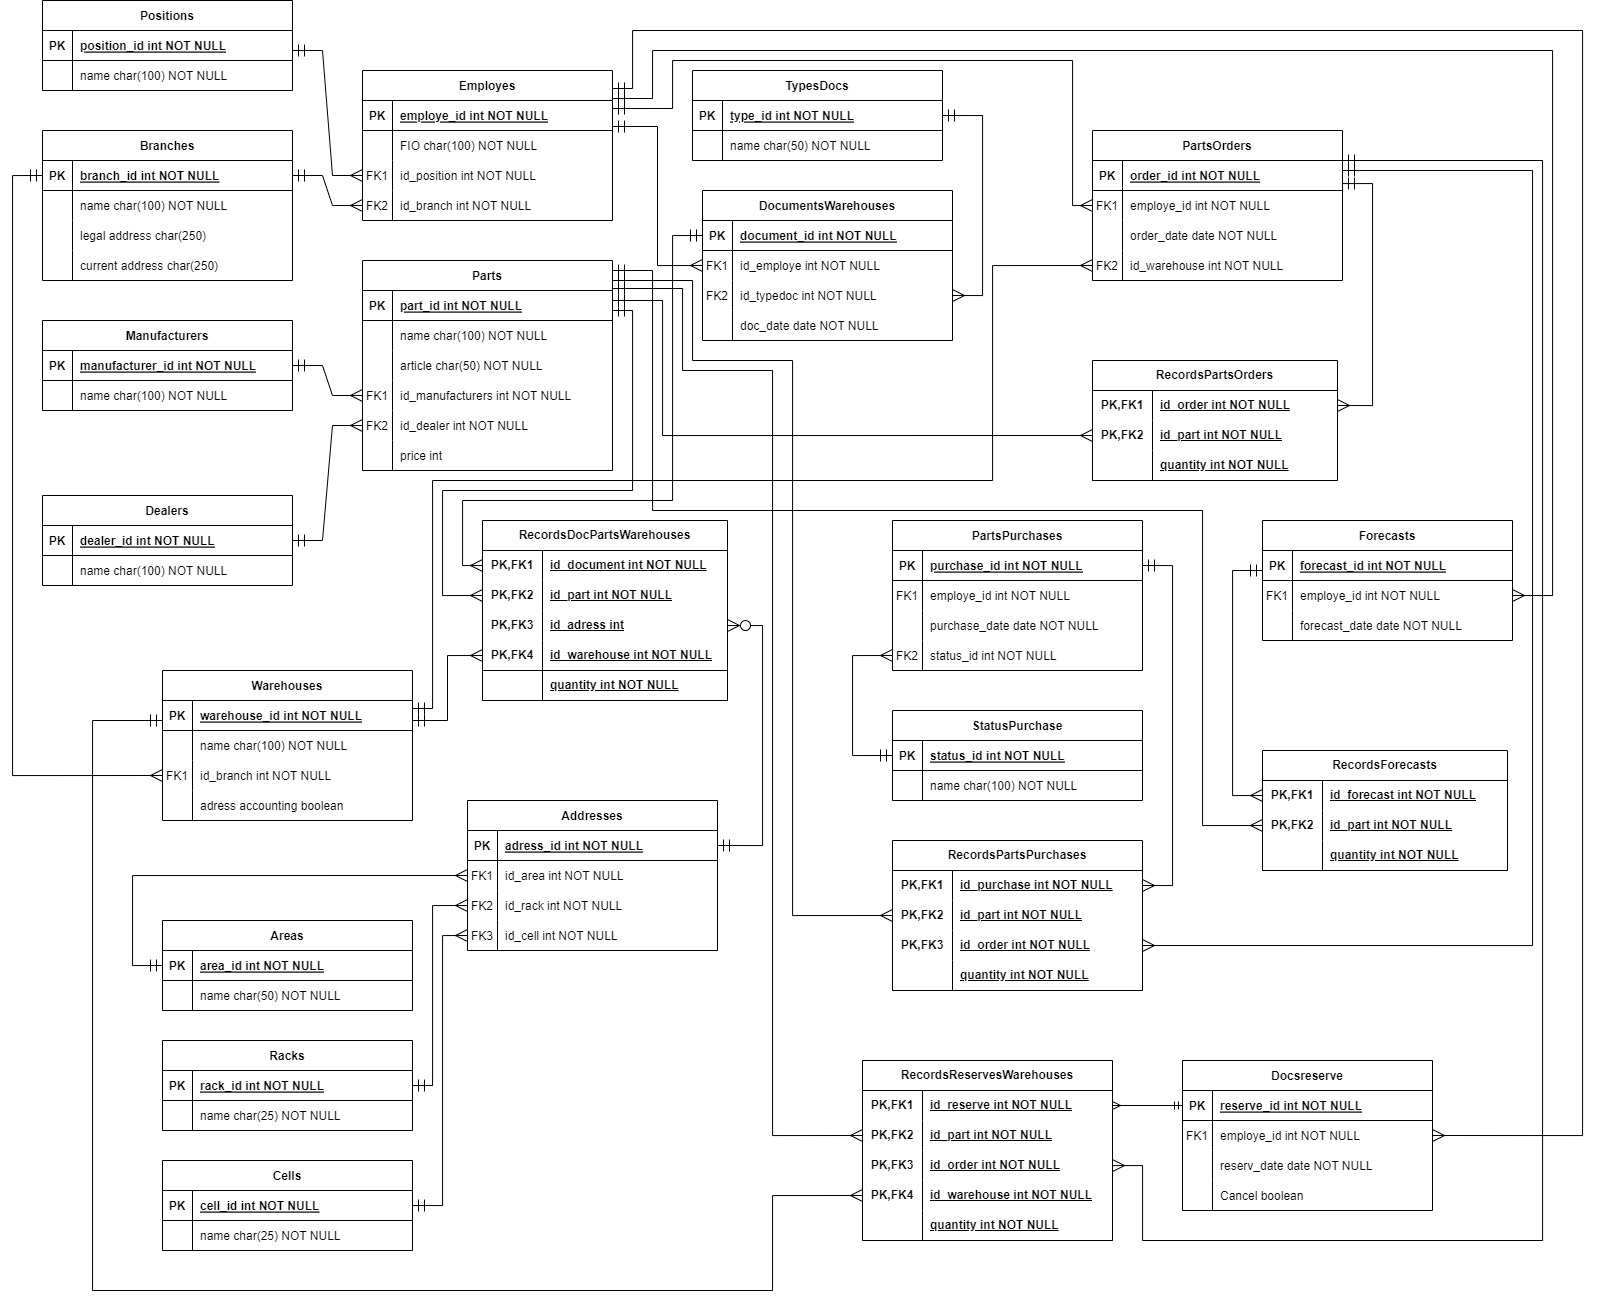 Positions
PK position_id int NOT NULL
name char(100) NOT NULL
Branches
PK branch_id int NOT NULL
name char(100) NOT NULL
legal address char(250)
current address char(250)
Manufacturers
PK manufacturer_id int NOT NULL
name char(100) NOT NULL
Dealers
PK dealer_id int NOT NULL
name char(100) NOT NULL
Employes
PK employe_id int NOT NULL
FIO char(100) NOT NULL
FK1 id_position int NOT NULL
FK2 id_branch int NOT NULL
Parts
PK part_id int NOT NULL
name char(100) NOT NULL
article char(50) NOT NULL
FK1 id_manufacturers int NOT NULL
FK2 id_dealer int NOT NULL
price int
TypesDocs
PK type_id int NOT NULL
name char(50) NOT NULL
DocumentsWarehouses
PK document_id int NOT NULL
FK1 id_employe int NOT NULL
FK2 id_typedoc int NOT NULL
doc_date date NOT NULL
PartsOrders
PK order_id int NOT NULL
FK1 employe_id int NOT NULL
order_date date NOT NULL
FK2 id_warehouse int NOT NULL
RecordsPartsOrders
PK,FK1 id_order int NOT NULL
PK,FK2 id_part int NOT NULL
quantity int NOT NULL
RecordsDocPartsWarehouses
PK,FK1 id_document int NOT NULL
PK,FK2 id_part int NOT NULL
PK,FK3 id_adress int
PK,FK4 id_warehouse int NOT NULL
quantity int NOT NULL
PartsPurchases
PK purchase_id int NOT NULL
FK1 employe_id int NOT NULL
purchase_date date NOT NULL
FK2 status_id int NOT NULL
Forecasts
PK forecast_id int NOT NULL
FK1 employe_id int NOT NULL
forecast_date date NOT NULL
Warehouses
PK warehouse_id int NOT NULL
name char(100) NOT NULL
FK1 id_branch int NOT NULL
adress accounting boolean
StatusPurchase
PK status_id int NOT NULL
name char(100) NOT NULL
RecordsForecasts
PK,FK1 id_forecast int NOT NULL
PK,FK2 id_part int NOT NULL
quantity int NOT NULL
Addresses
PK adress_id int NOT NULL
FK1 id_area int NOT NULL
FK2 id_rack int NOT NULL
FK3 id_cell int NOT NULL
RecordsPartsPurchases
PK,FK1 id_purchase int NOT NULL
PK,FK2 id_part int NOT NULL
PK,FK3 id_order int NOT NULL
quantity int NOT NULL
Areas
PK area_id int NOT NULL
name char(50) NOT NULL
Racks
PK rack_id int NOT NULL
name char(25) NOT NULL
Cells
PK cell_id int NOT NULL
name char(25) NOT NULL
RecordsReservesWarehouses
PK,FK1 id_reserve int NOT NULL
PK,FK2 id_part int NOT NULL
PK,FK3 id_order int NOT NULL
PK,FK4 id_warehouse int NOT NULL
quantity int NOT NULL
Docsreserve
PK reserve_id int NOT NULL
FK1 employe_id int NOT NULL
reserv_date date NOT NULL
Cancel boolean